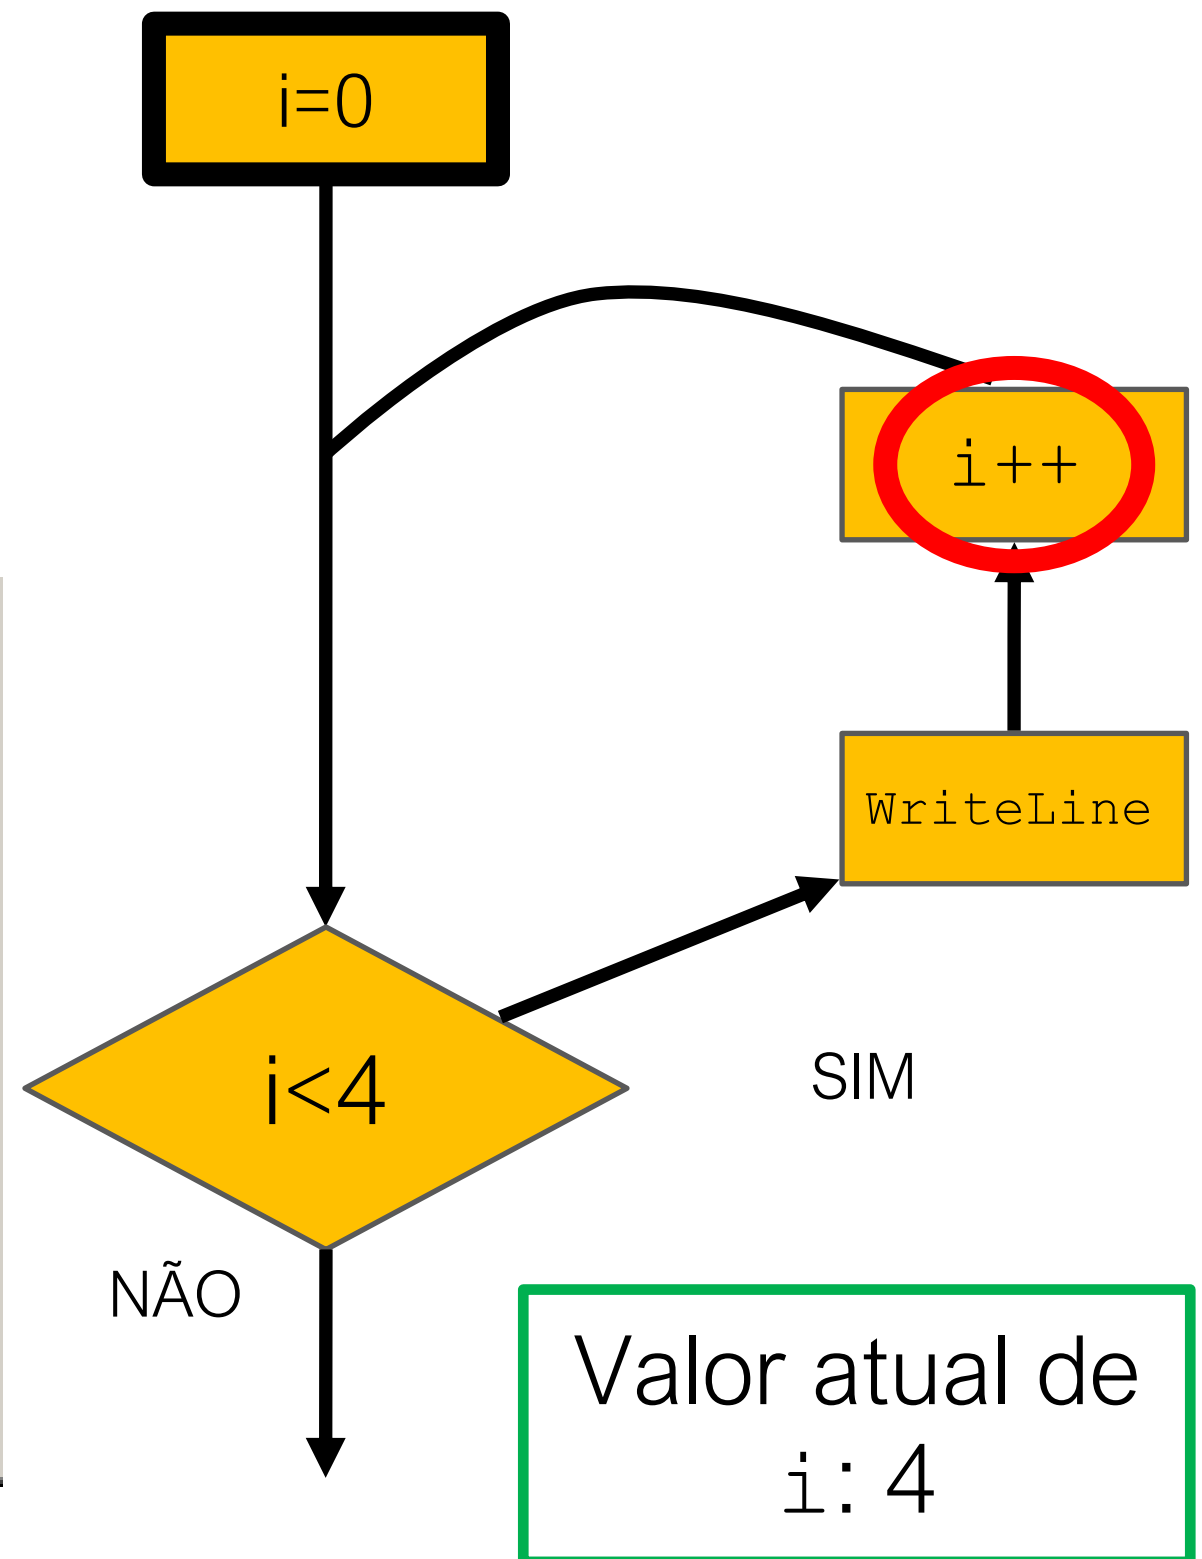 i=0
i++
WriteLine
i<4
SIM
NÃO
Valor atual de
i: 4